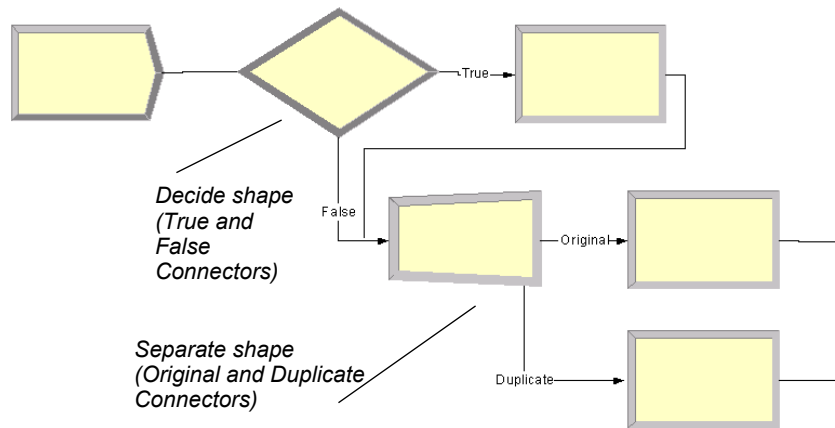 True
Decide shape
(True and
False
Connectors)
False
Original
Separate shape
(Original and Duplicate
Connectors)
Duplicate